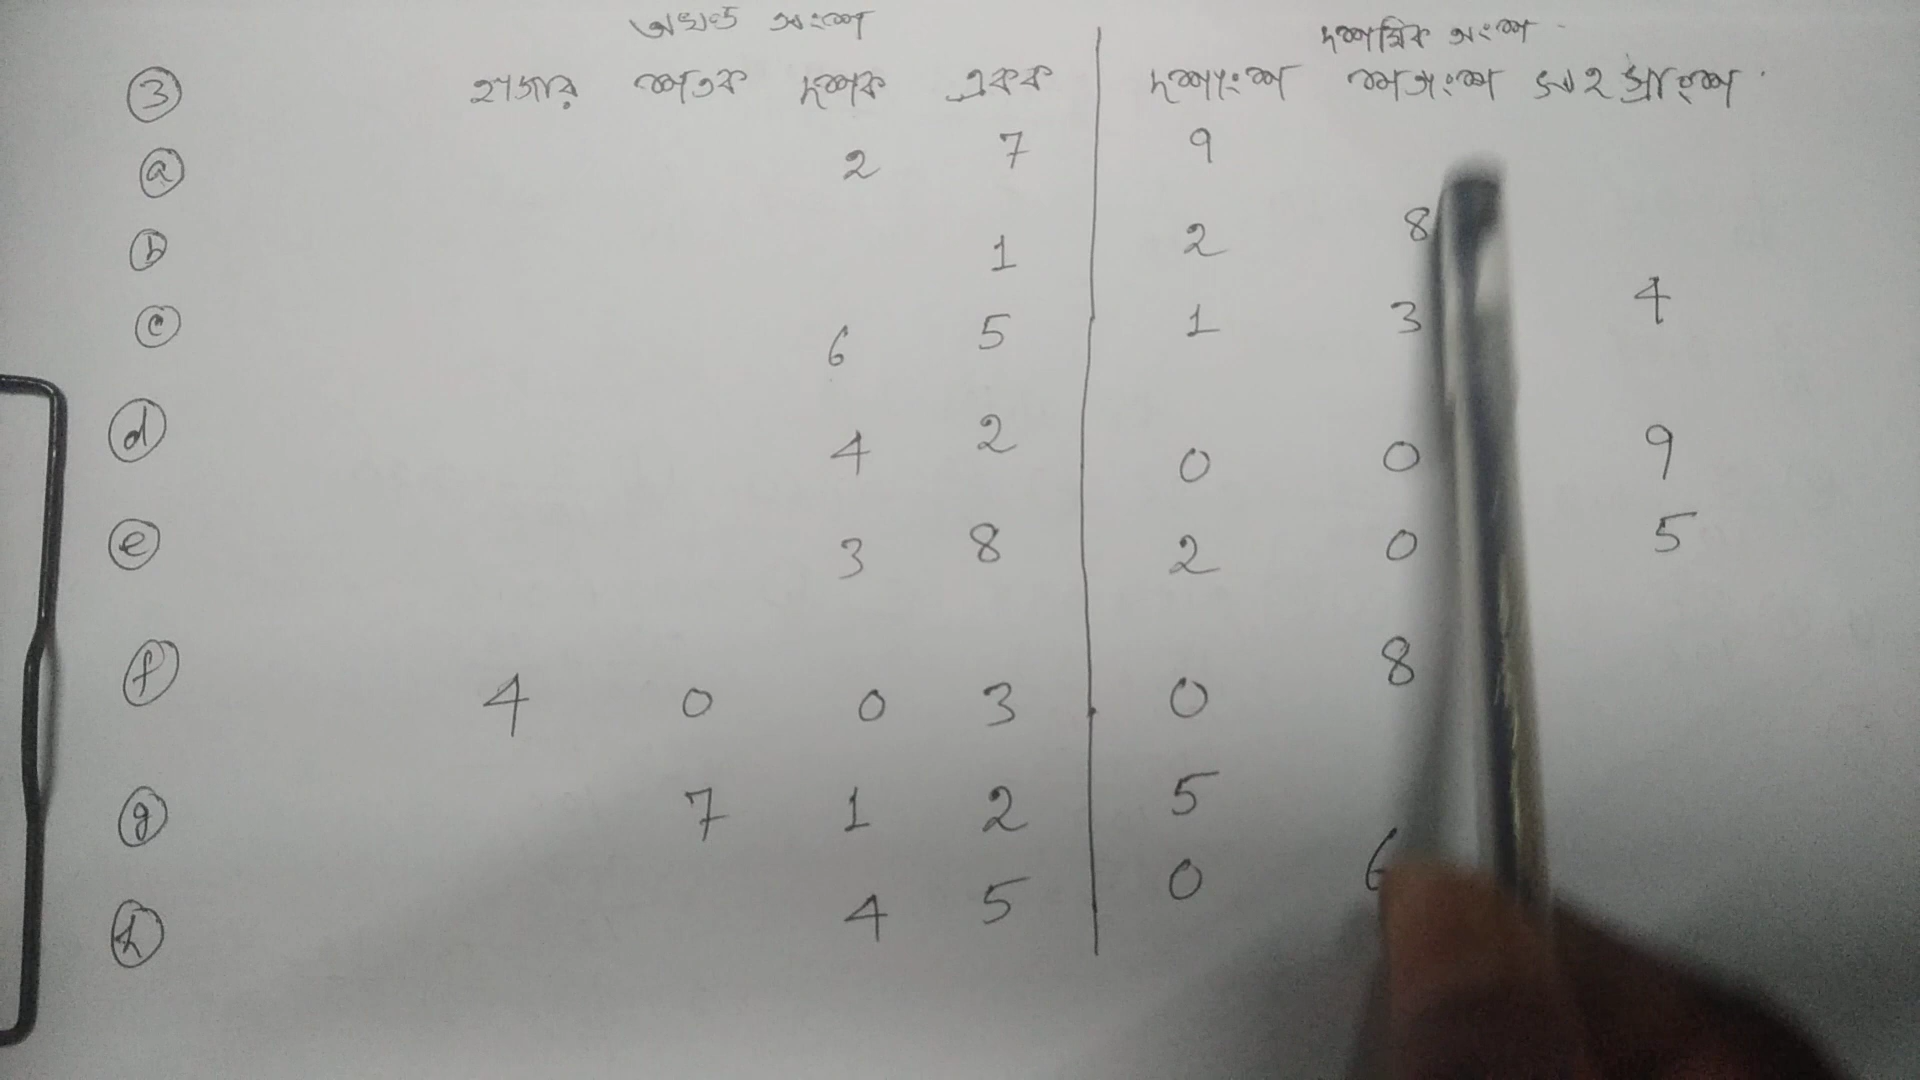 অখণ্ড অংশ দশমিক অংশ
③ হাজার শতক দশক একক দশাংশ শতাংশ সহস্রাংশ
ⓐ 2 7 9
ⓑ 1 2 8
ⓒ 6 5 1 3 4
ⓓ 4 2 0 0 9
ⓔ 3 8 2 0 5
ⓕ 4 0 0 3 0 8
ⓖ 7 1 2 5
ⓗ 4 5 0 6